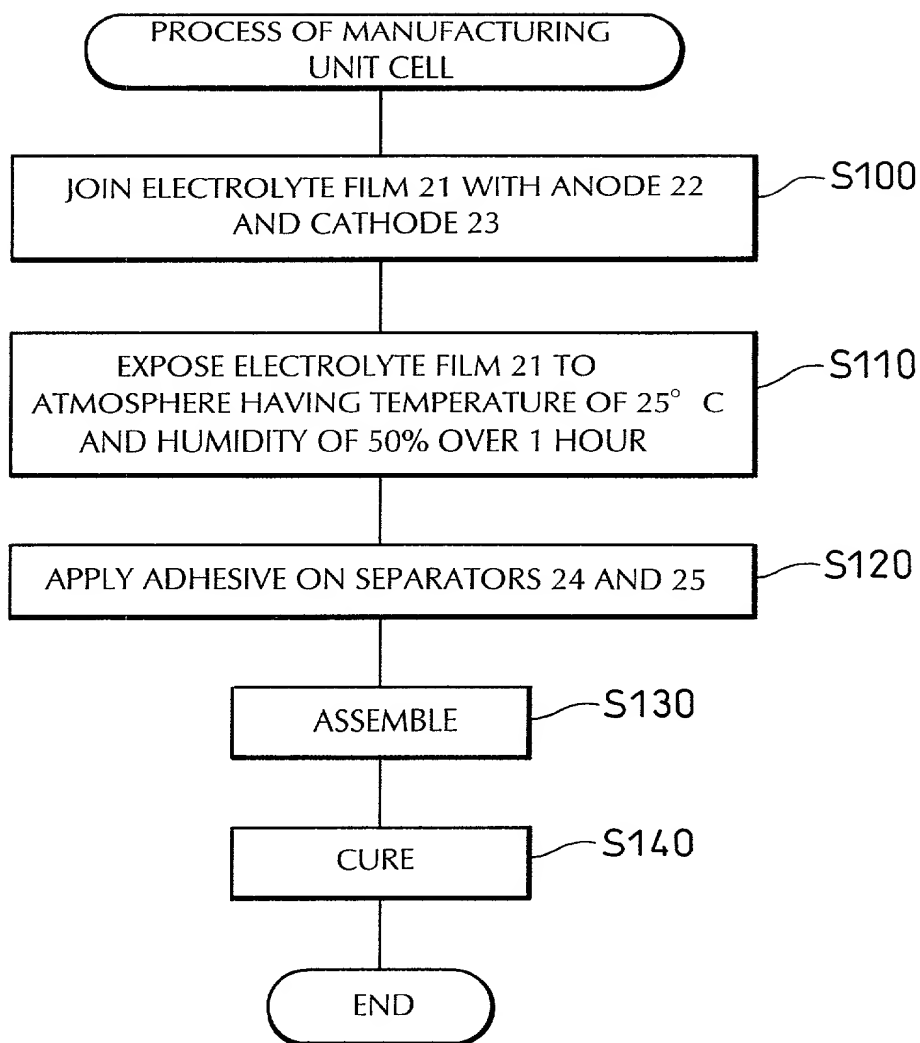 PROCESS OF MANUFACTURING
UNIT CELL
JOIN ELECTROLYTE FILM 21 WITH ANODE 22
AND CATHODE 23
S100
EXPOSE ELECTROLYTE FILM 21 TO
ATMOSPHERE HAVING TEMPERATURE OF 25° C
AND HUMIDITY OF 50% OVER 1 HOUR
S110
APPLY ADHESIVE ON SEPARATORS 24 AND 25
S120
ASSEMBLE
S130
CURE
S140
END